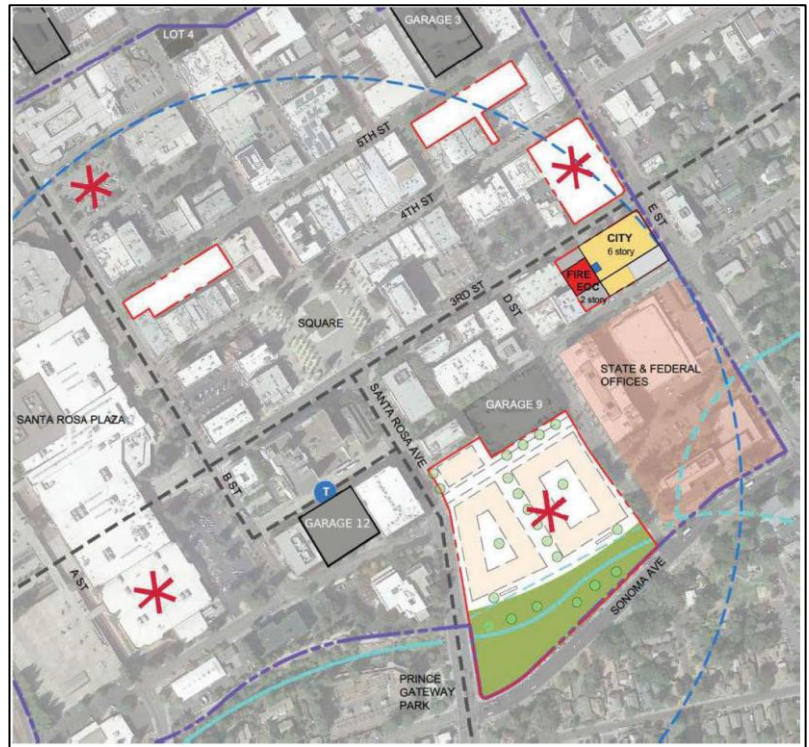 GARAGE 3
LOT 4
5TH ST
4TH ST
E ST
CITY
6 story
FIRE
EOC
2 story
3RD ST
D ST
SQUARE
STATE & FEDERAL
OFFICES
SANTA ROSA PLAZA
GARAGE 9
SANTA ROSA AVE
B ST
T
GARAGE 12
A ST
SONOMA AVE
PRINCE
GATEWAY
PARK